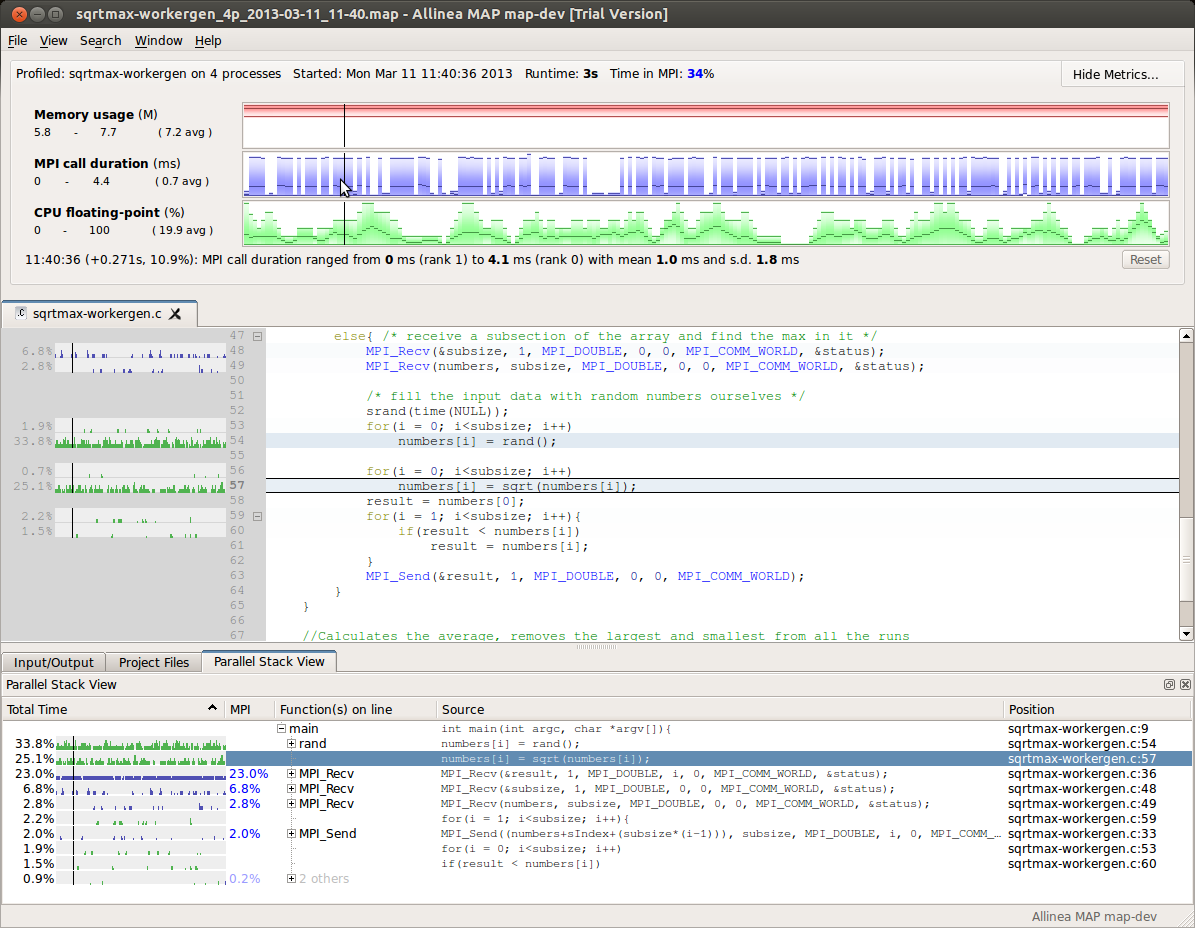 sqrtmax-workergen_4p_2013-03-11_11-40.map - Allinea MAP map-dev [Trial Version]
File View Search Window Help
Profiled: sqrtmax-workergen on 4 processes Started: Mon Mar 11 11:40:36 2013 Runtime: 3s Time in MPI: 34%
Hide Metrics...
Memory usage (M)
5.8 - 7.7 ( 7.2 avg )
MPI call duration (ms)
0 - 4.4 ( 0.7 avg )
CPU floating-point (%)
0 - 100 ( 19.9 avg )
11:40:36 (+0.271s, 10.9%): MPI call duration ranged from 0 ms (rank 1) to 4.1 ms (rank 0) with mean 1.0 ms and s.d. 1.8 ms
Reset
sqrtmax-workergen.c
47 else{ /* receive a subsection of the array and find the max in it */
6.8% 48 MPI_Recv(&subsize, 1, MPI_DOUBLE, 0, 0, MPI_COMM_WORLD, &status);
2.8% 49 MPI_Recv(numbers, subsize, MPI_DOUBLE, 0, 0, MPI_COMM_WORLD, &status);
50
51 /* fill the input data with random numbers ourselves */
52 srand(time(NULL));
1.9% 53 for(i = 0; i<subsize; i++)
33.8% 54 numbers[i] = rand();
55
0.7% 56 for(i = 0; i<subsize; i++)
25.1% 57 numbers[i] = sqrt(numbers[i]);
58 result = numbers[0];
2.2% 59 for(i = 1; i<subsize; i++){
1.5% 60 if(result < numbers[i])
61 result = numbers[i];
62 }
63 MPI_Send(&result, 1, MPI_DOUBLE, 0, 0, MPI_COMM_WORLD);
64 }
65 }
66
67 //Calculates the average, removes the largest and smallest from all the runs
Input/Output Project Files Parallel Stack View
Parallel Stack View
Total Time MPI Function(s) on line Source Position
main int main(int argc, char *argv[]){ sqrtmax-workergen.c:9
33.8% rand numbers[i] = rand(); sqrtmax-workergen.c:54
25.1% numbers[i] = sqrt(numbers[i]); sqrtmax-workergen.c:57
23.0% 23.0% MPI_Recv MPI_Recv(&result, 1, MPI_DOUBLE, i, 0, MPI_COMM_WORLD, &status); sqrtmax-workergen.c:36
6.8% 6.8% MPI_Recv MPI_Recv(&subsize, 1, MPI_DOUBLE, 0, 0, MPI_COMM_WORLD, &status); sqrtmax-workergen.c:48
2.8% 2.8% MPI_Recv MPI_Recv(numbers, subsize, MPI_DOUBLE, 0, 0, MPI_COMM_WORLD, &status); sqrtmax-workergen.c:49
2.2% for(i = 1; i<subsize; i++){ sqrtmax-workergen.c:59
2.0% 2.0% MPI_Send MPI_Send((numbers+sIndex+(subsize*(i-1))), subsize, MPI_DOUBLE, i, 0, MPI_COMM_... sqrtmax-workergen.c:33
1.9% for(i = 0; i<subsize; i++) sqrtmax-workergen.c:53
1.5% if(result < numbers[i]) sqrtmax-workergen.c:60
0.9% 0.2% 2 others
Allinea MAP map-dev